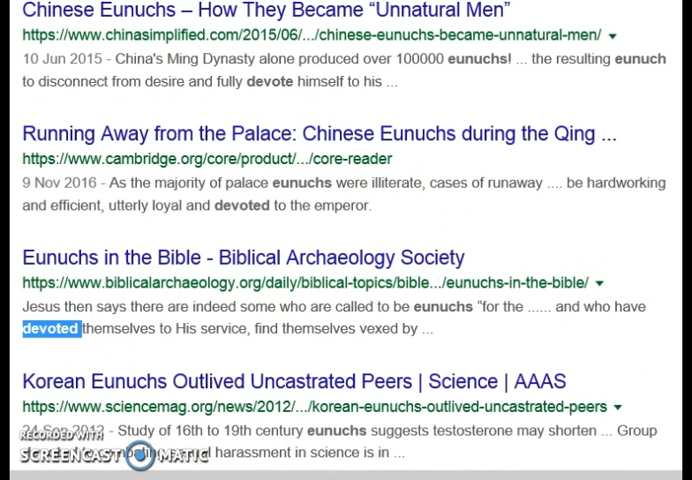 Chinese Eunuchs – How They Became “Unnatural Men”
https://www.chinasimplified.com/2015/06/.../chinese-eunuchs-became-unnatural-men/
10 Jun 2015 - China's Ming Dynasty alone produced over 100000 eunuchs! ... the resulting eunuch
to disconnect from desire and fully devote himself to his ...
Running Away from the Palace: Chinese Eunuchs during the Qing ...
https://www.cambridge.org/core/product/.../core-reader
9 Nov 2016 - As the majority of palace eunuchs were illiterate, cases of runaway .... be hardworking
and efficient, utterly loyal and devoted to the emperor.
Eunuchs in the Bible - Biblical Archaeology Society
https://www.biblicalarchaeology.org/daily/biblical-topics/bible.../eunuchs-in-the-bible/
Jesus then says there are indeed some who are called to be eunuchs “for the ...... and who have
devoted themselves to His service, find themselves vexed by ...
Korean Eunuchs Outlived Uncastrated Peers | Science | AAAS
https://www.sciencemag.org/news/2012/.../korean-eunuchs-outlived-uncastrated-peers
24 Sep 2012 - Study of 16th to 19th century eunuchs suggests testosterone may shorten ... Group
harassment in science is in ...
RECORDED WITH
SCREENCAST MATIC